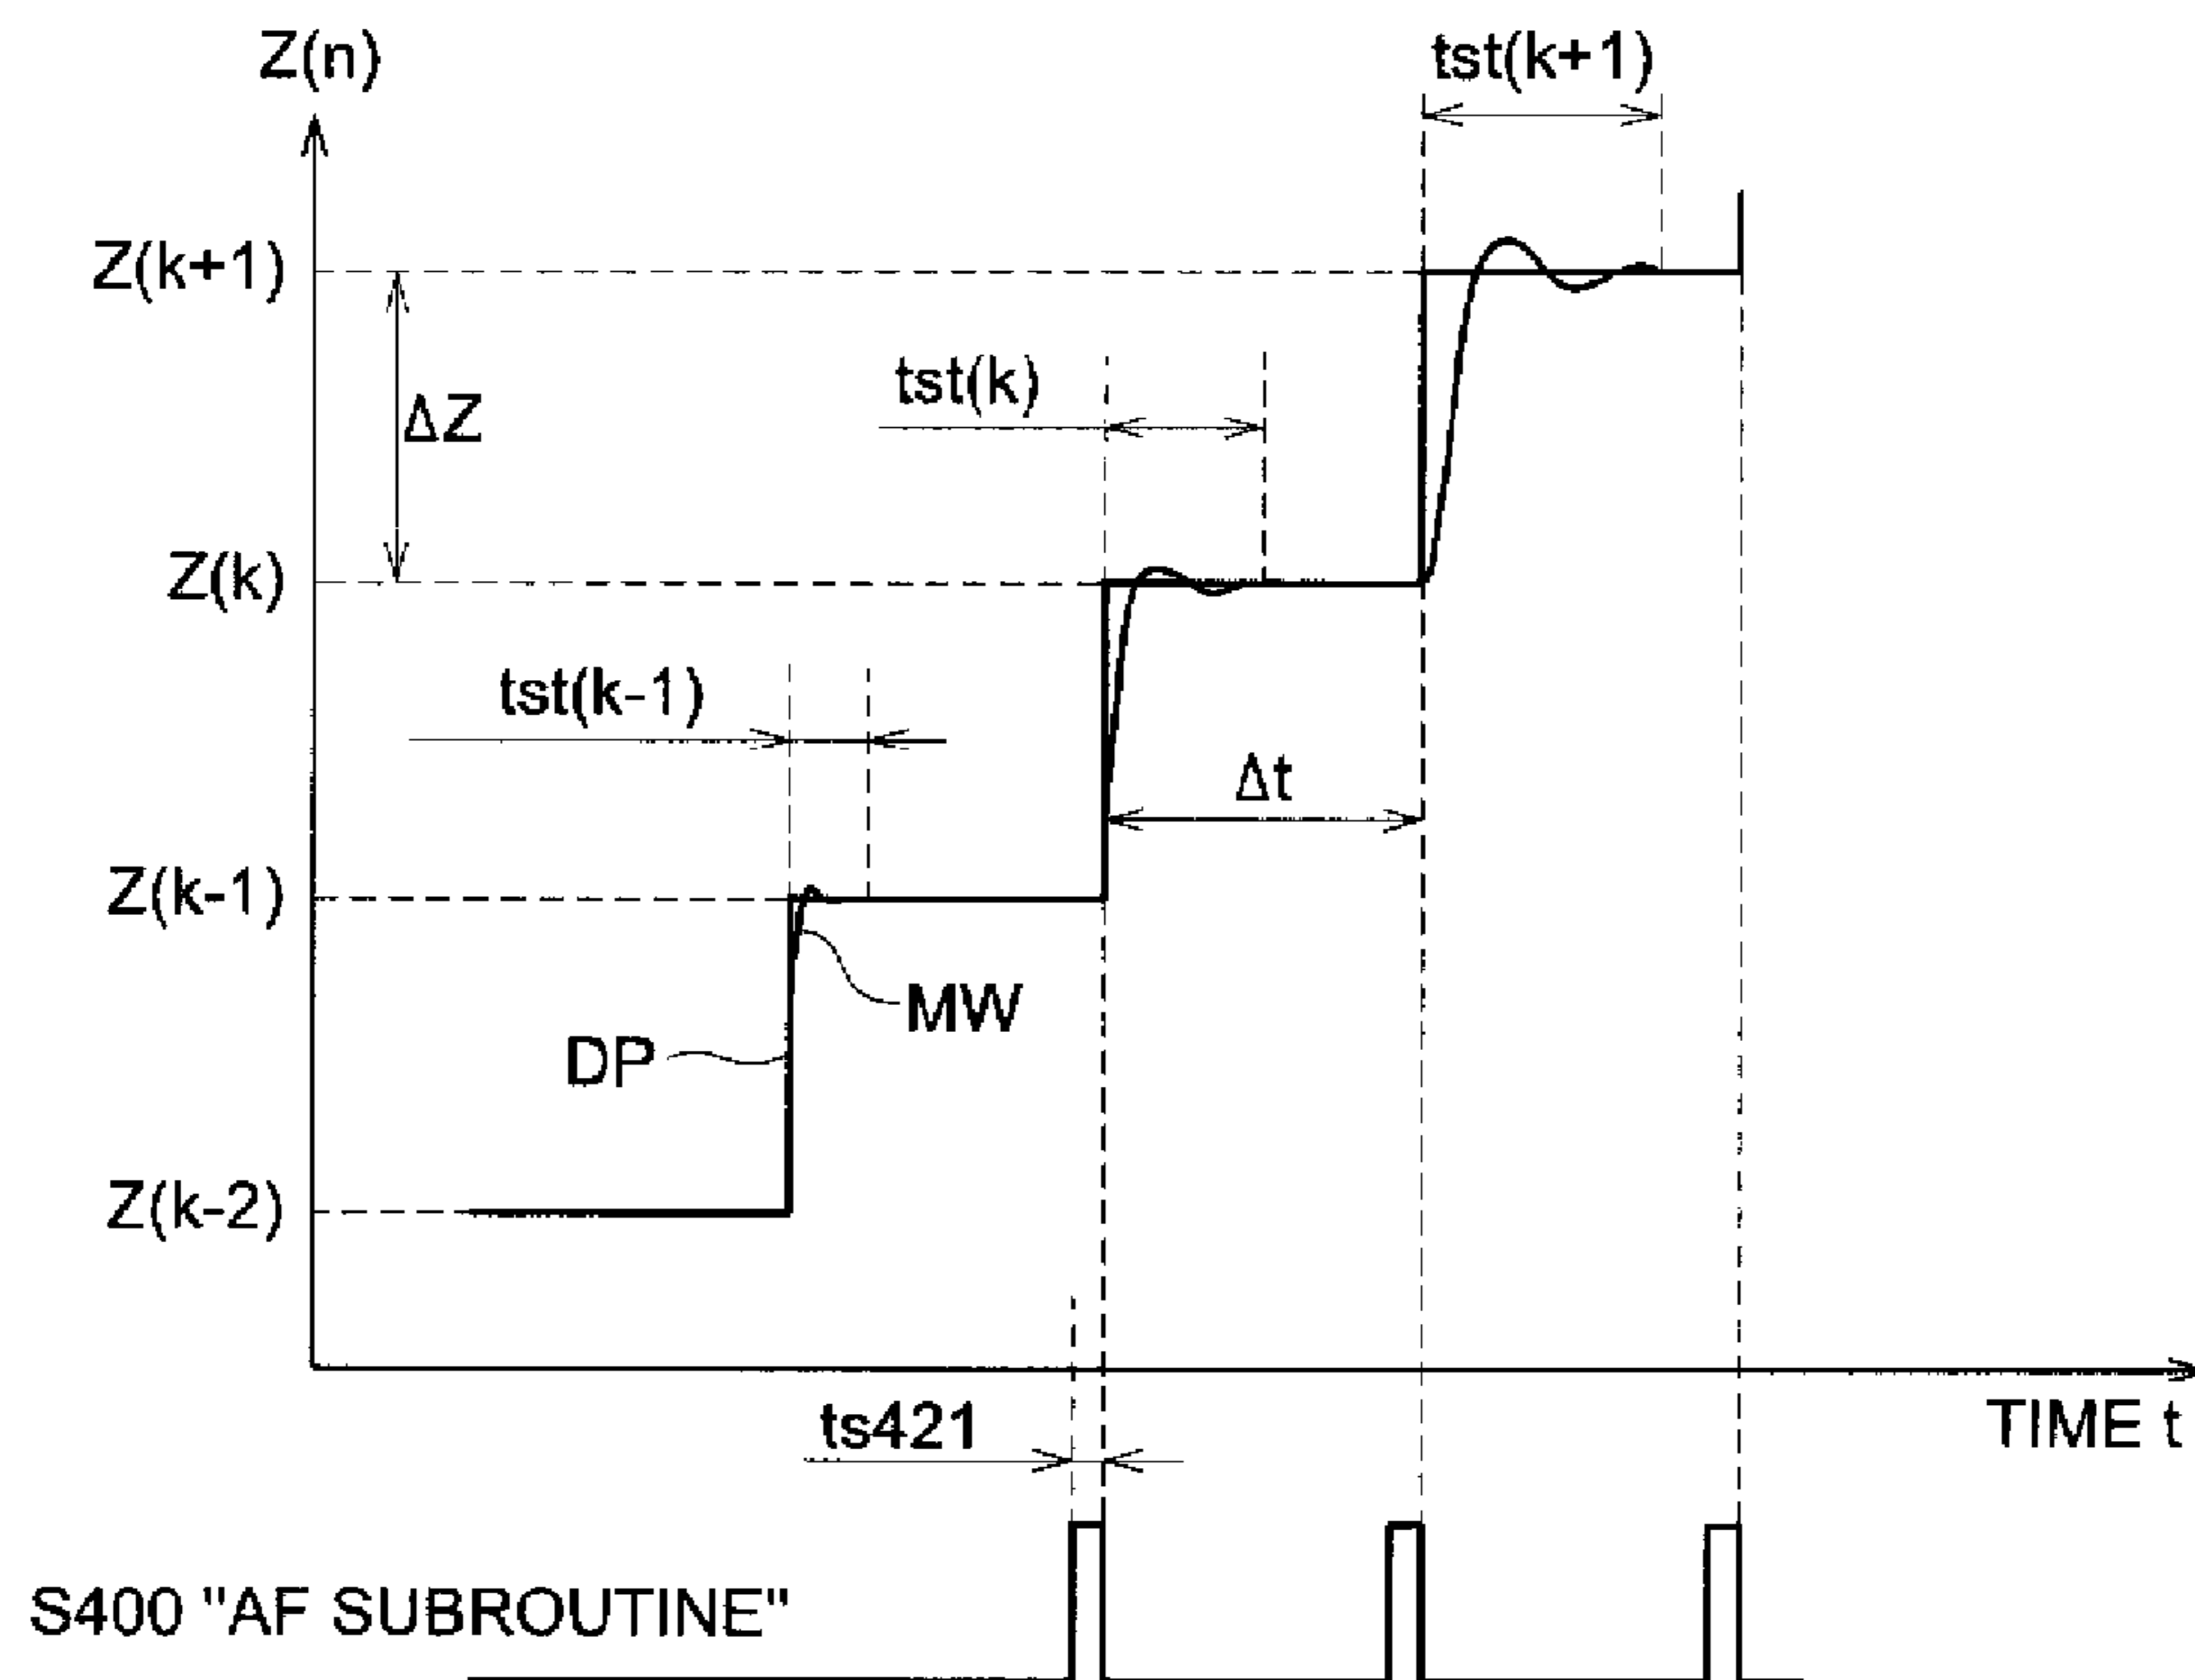 Z(n)
tst(k+1)
Z(k+1)
tst(k)
ΔZ
Z(k)
tst(k-1)
Δt
Z(k-1)
MW
DP
Z(k-2)
ts421
TIME t
S400 "AF SUBROUTINE"